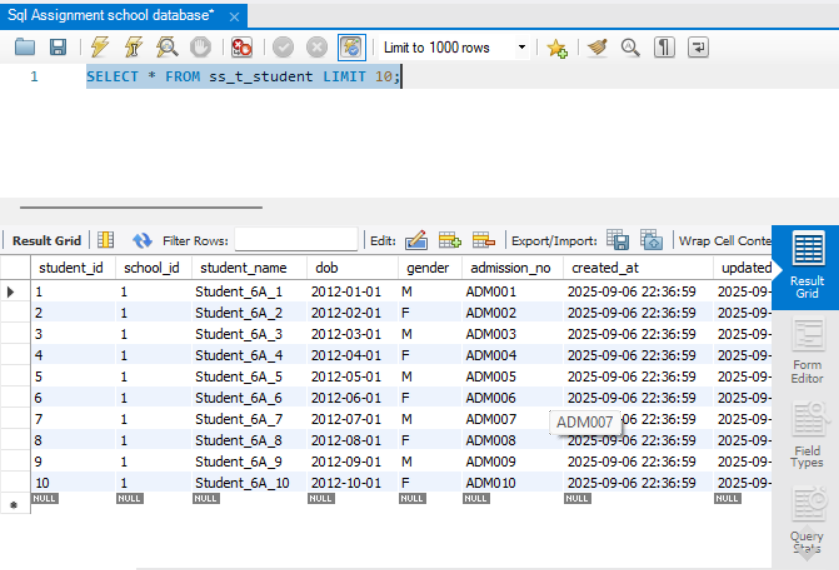 Sql Assignment school database* ×
Limit to 1000 rows
1 SELECT * FROM ss_t_student LIMIT 10;
Result Grid Filter Rows: Edit: Export/Import: Wrap Cell Conte
student_id school_id student_name dob gender admission_no created_at updated
1 1 Student_6A_1 2012-01-01 M ADM001 2025-09-06 22:36:59 2025-09-
2 1 Student_6A_2 2012-02-01 F ADM002 2025-09-06 22:36:59 2025-09-
3 1 Student_6A_3 2012-03-01 M ADM003 2025-09-06 22:36:59 2025-09-
4 1 Student_6A_4 2012-04-01 F ADM004 2025-09-06 22:36:59 2025-09-
5 1 Student_6A_5 2012-05-01 M ADM005 2025-09-06 22:36:59 2025-09-
6 1 Student_6A_6 2012-06-01 F ADM006 2025-09-06 22:36:59 2025-09-
7 1 Student_6A_7 2012-07-01 M ADM007 ADM007 06 22:36:59 2025-09-
8 1 Student_6A_8 2012-08-01 F ADM008 2025-09-06 22:36:59 2025-09-
9 1 Student_6A_9 2012-09-01 M ADM009 2025-09-06 22:36:59 2025-09-
10 1 Student_6A_10 2012-10-01 F ADM010 2025-09-06 22:36:59 2025-09-
NULL NULL NULL NULL NULL NULL NULL NULL
Result
Grid
Form
Editor
Field
Types
Query
Stats